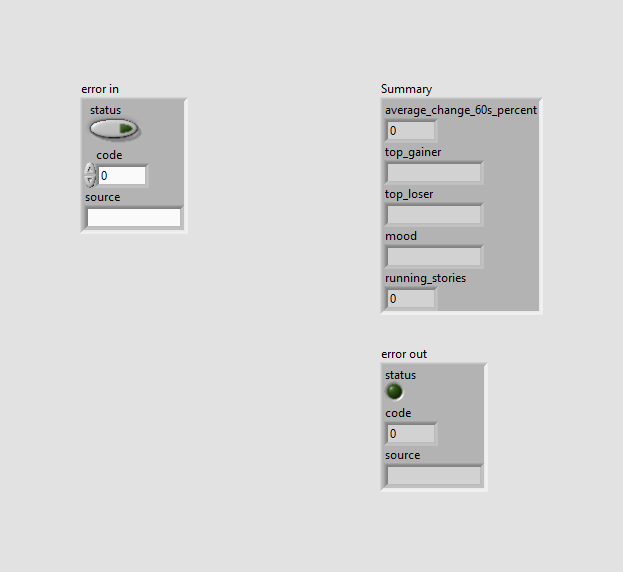 error in
status
code
0
source
Summary
average_change_60s_percent
0
top_gainer
top_loser
mood
running_stories
0
error out
status
code
0
source